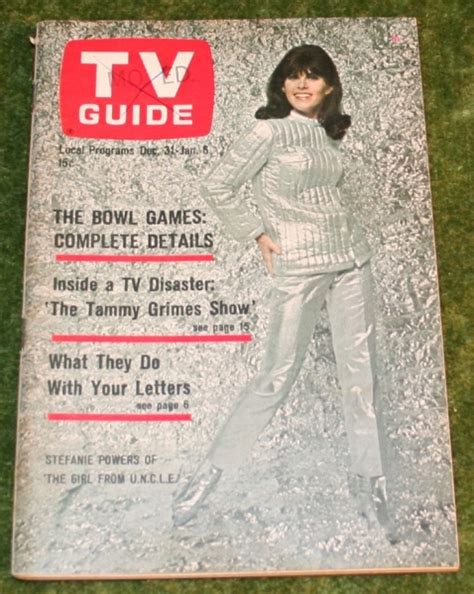 TV
MO. ED.
GUIDE
Local Programs Dec. 31-Jan. 6
15¢
THE BOWL GAMES:
COMPLETE DETAILS
Inside a TV Disaster:
'The Tammy Grimes Show'
see page 15
What They Do
With Your Letters
see page 6
STEFANIE POWERS OF
'THE GIRL FROM U.N.C.L.E.'